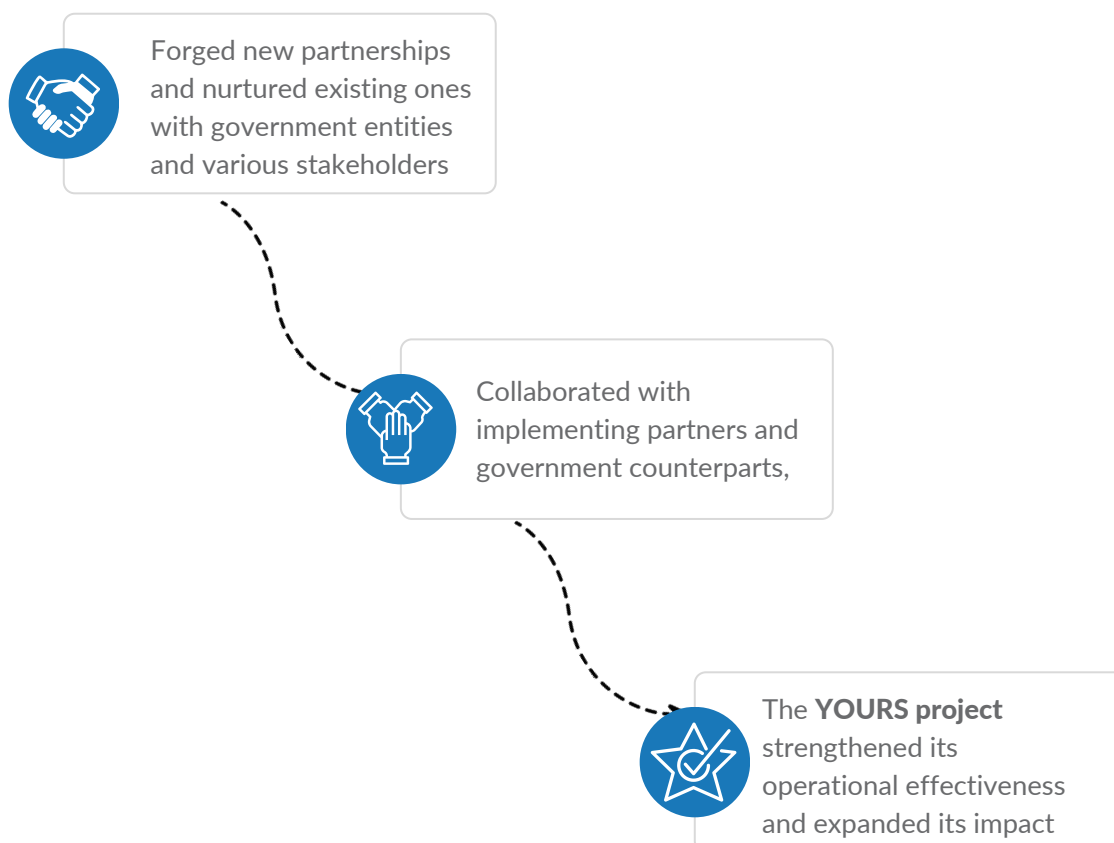 Forged new partnerships
and nurtured existing ones
with government entities
and various stakeholders
Collaborated with
implementing partners and
government counterparts,
The YOURS project
strengthened its
operational effectiveness
and expanded its impact